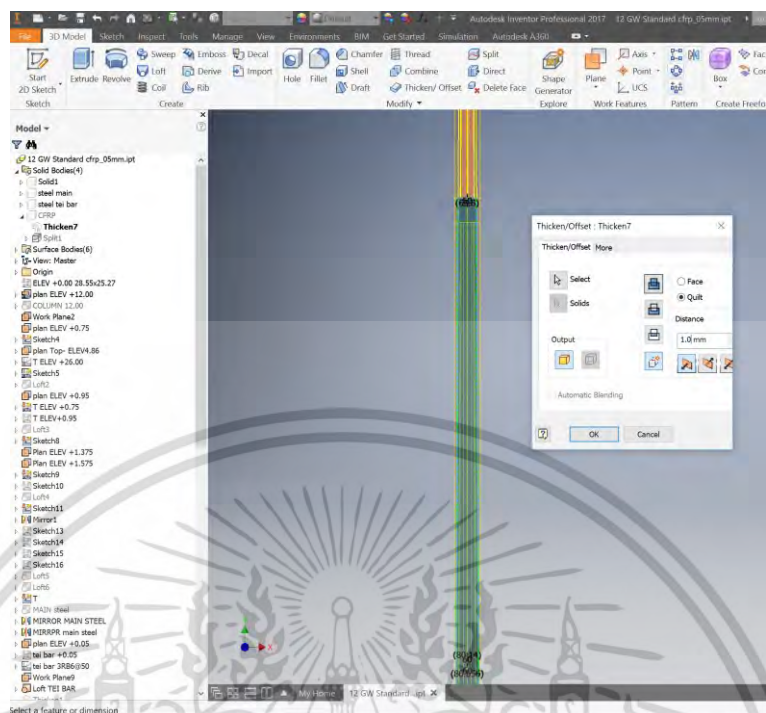 Autodesk Inventor Professional 2017 12 GW Standard cfrp_05mm.ipt
File 3D Model Sketch Inspect Tools Manage View Environments BIM Get Started Simulation Autodesk A360
Start 2D Sketch
Extrude Revolve
Sweep Emboss Decal
Loft Derive Import
Coil Rib
Hole Fillet
Chamfer Thread Split
Shell Combine Direct
Draft Thicken/ Offset Delete Face
Shape Generator
Plane
Axis
Point
UCS
Box
Fac
Sketch Create Modify Explore Work Features Pattern Create Freefo
Model
12 GW Standard cfrp_05mm.ipt
Solid Bodies(4)
Solid1
steel main
steel tei bar
CFRP
Thicken7
Split1
Surface Bodies(6)
View: Master
Origin
ELEV +0.00 28.55x25.27
plan ELEV +12.00
COLUMN 12.00
Work Plane2
plan ELEV +0.75
Sketch4
plan Top- ELEV4.86
T ELEV +26.00
Sketch5
Loft2
plan ELEV +0.95
T ELEV +0.75
T ELEV+0.95
Loft3
Sketch8
Plan ELEV +1.375
Plan ELEV +1.575
Sketch9
Sketch10
Loft4
Sketch11
Mirror1
Sketch13
Sketch14
Sketch15
Sketch16
Loft5
Loft6
T
MAIN steel
MIRROR MAIN STEEL
MIRRPR main steel
plan ELEV +0.05
tei bar +0.05
tei bar 3RB6@50
Work Plane9
Loft TEI BAR
Thicken/Offset : Thicken7
Thicken/Offset More
Select
Solids
Face
Quilt
Distance
1.0 mm
Output
Automatic Blending
OK Cancel
My Home 12 GW Standard ..ipt
Select a feature or dimension